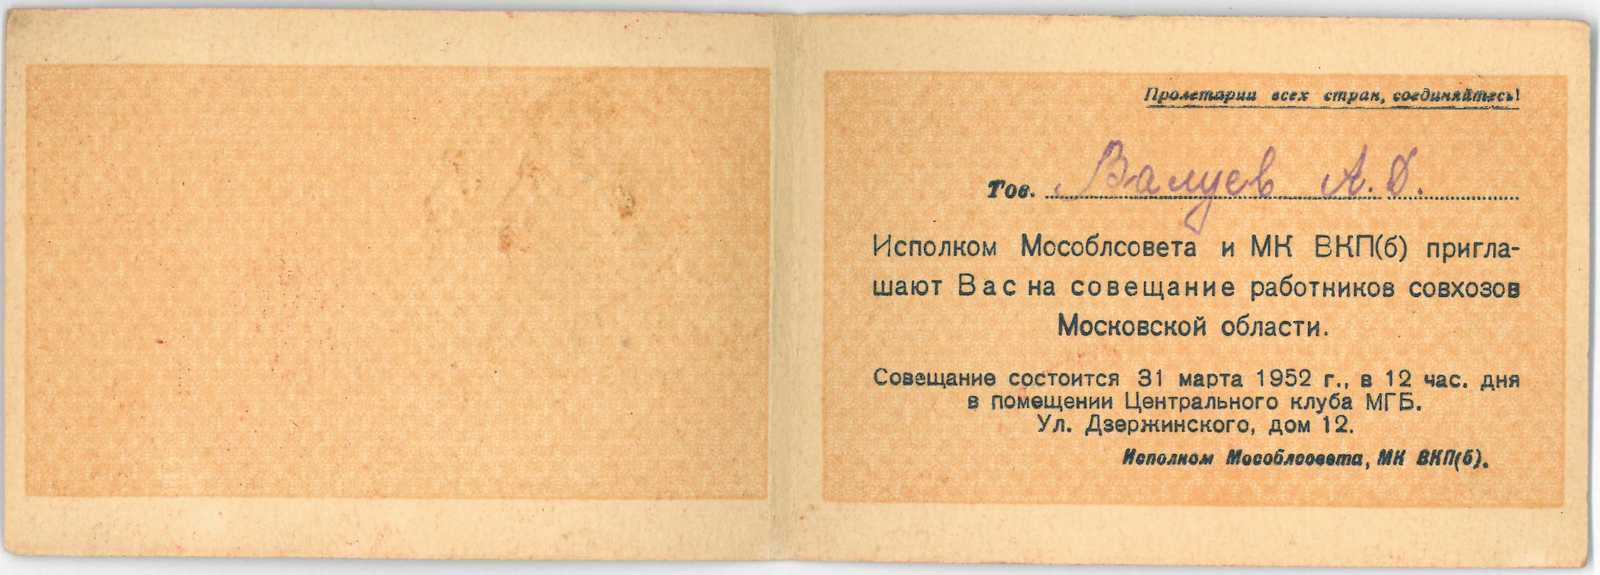 Пролетарии всех стран, соединяйтесь!
Тов. Валуев А. Д.
Исполком Мособлсовета и МК ВКП(б) пригла-
шают Вас на совещание работников совхозов
Московской области.
Совещание состоится 31 марта 1952 г., в 12 час. дня
в помещении Центрального клуба МГБ.
Ул. Дзержинского, дом 12.
Исполком Мособлсовета, МК ВКП(б).